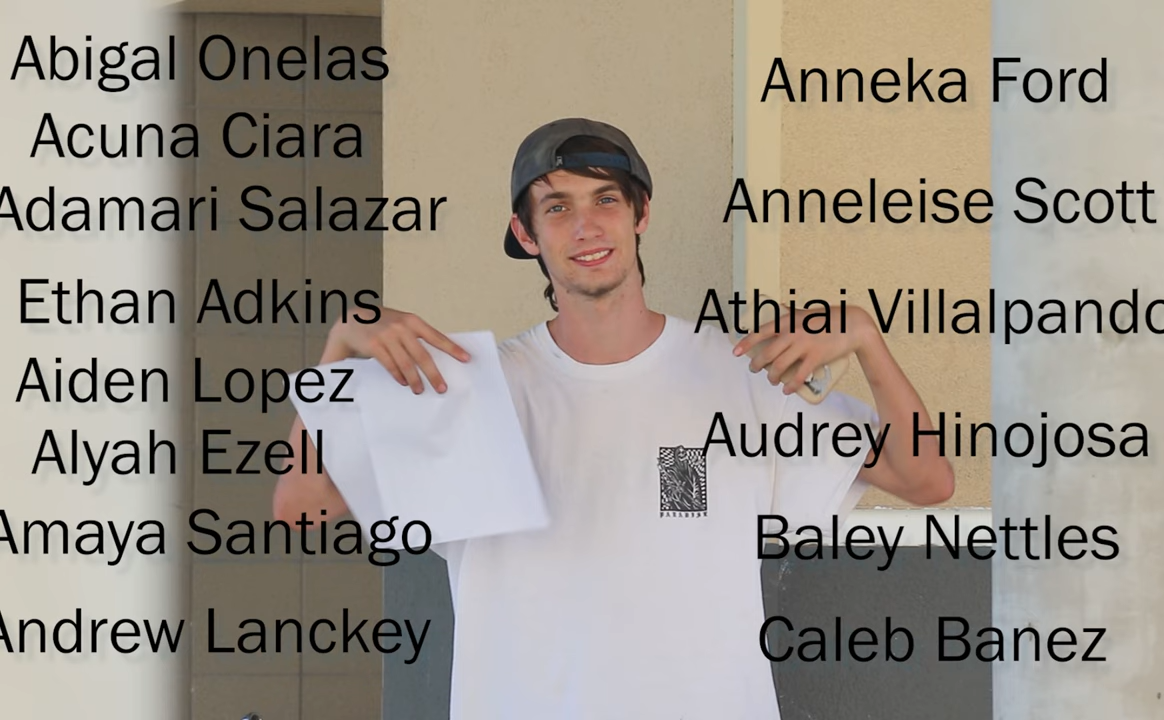 Abigal Onelas
Acuna Ciara
Adamari Salazar
Ethan Adkins
Aiden Lopez
Alyah Ezell
Amaya Santiago
Andrew Lanckey
Anneka Ford
Anneleise Scott
Athiai Villalpando
Audrey Hinojosa
Baley Nettles
Caleb Banez
PARADISE